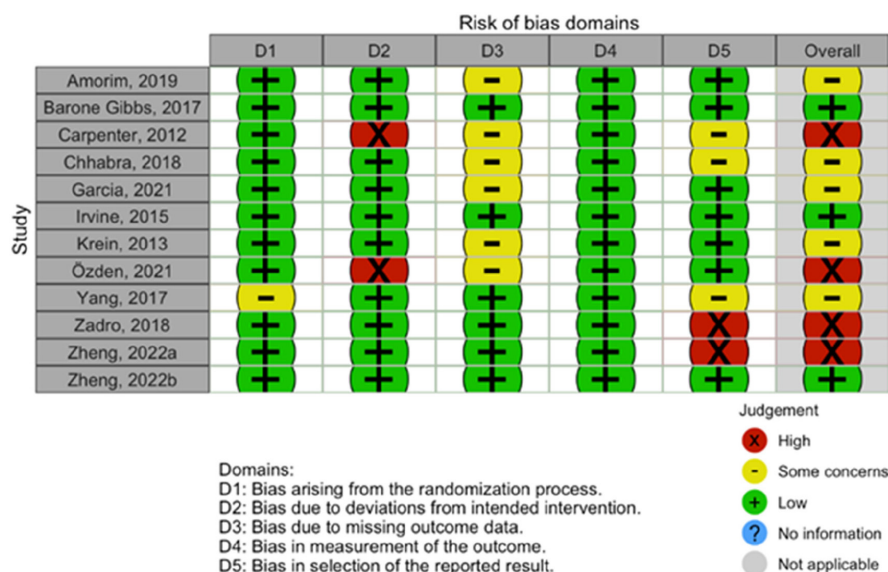 Risk of bias domains
D1 D2 D3 D4 D5 Overall
Study
Amorim, 2019 + + - + + -
Barone Gibbs, 2017 + + + + + +
Carpenter, 2012 + X - + - X
Chhabra, 2018 + + - + - -
Garcia, 2021 + + - + + -
Irvine, 2015 + + + + + +
Krein, 2013 + + - + + -
Özden, 2021 + X - + + X
Yang, 2017 - + + + - -
Zadro, 2018 + + + + X X
Zheng, 2022a + + + + X X
Zheng, 2022b + + + + + +
Domains:
D1: Bias arising from the randomization process.
D2: Bias due to deviations from intended intervention.
D3: Bias due to missing outcome data.
D4: Bias in measurement of the outcome.
D5: Bias in selection of the reported result.
Judgement
X High
- Some concerns
+ Low
? No information
Not applicable